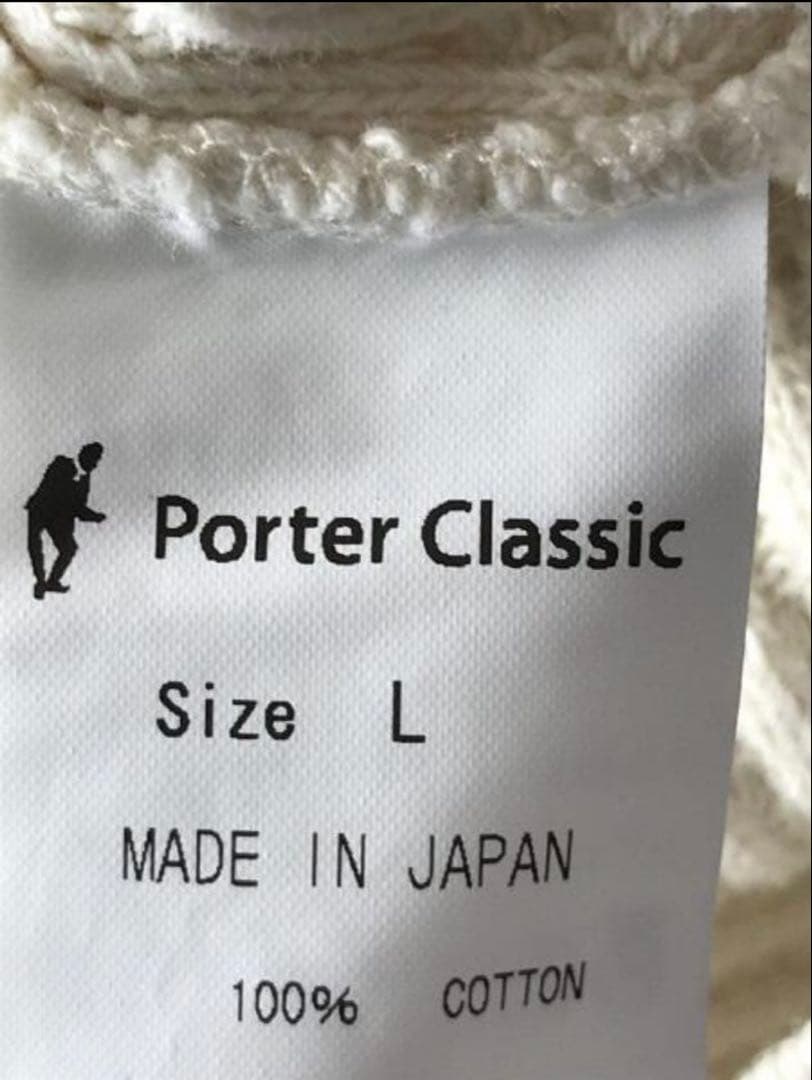 Porter Classic
Size L
MADE IN JAPAN
100% COTTON